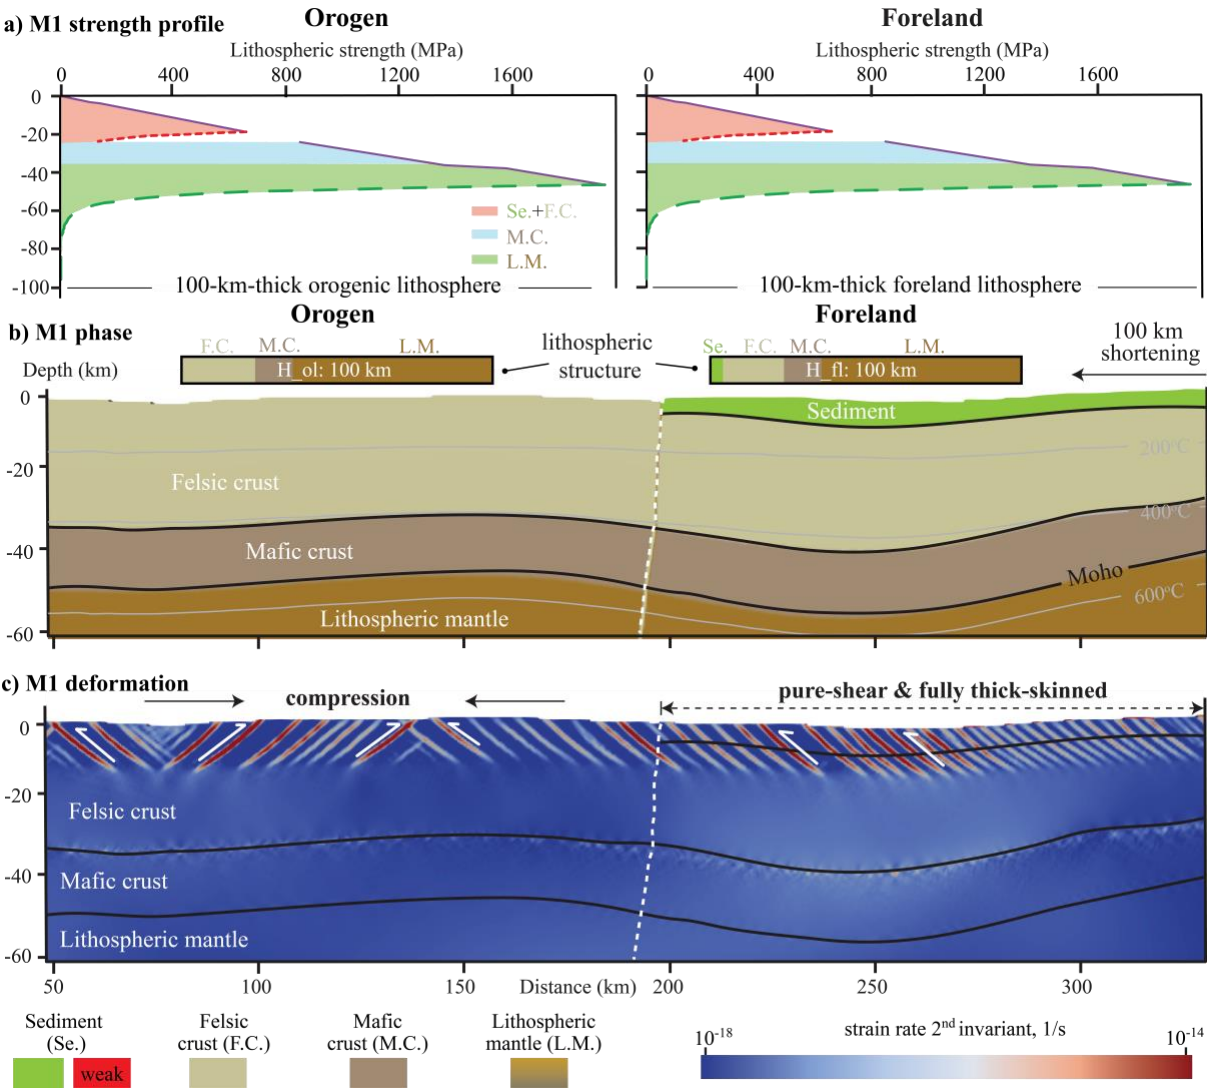 a) M1 strength profile
Orogen
Foreland
Lithospheric strength (MPa)
Lithospheric strength (MPa)
0 400 800 1200 1600
0 400 800 1200 1600
0
-20
-40
-60
-80
-100
Se.+F.C.
M.C.
L.M.
100-km-thick orogenic lithosphere
100-km-thick foreland lithosphere
b) M1 phase
Orogen
Foreland
100 km
shortening
F.C. M.C. L.M.
H_ol: 100 km
lithospheric
structure
Se. F.C. M.C. L.M.
H_fl: 100 km
Depth (km)
0
-20
-40
-60
Sediment
200°C
Felsic crust
400°C
Mafic crust
Moho
600°C
Lithospheric mantle
c) M1 deformation
compression
pure-shear & fully thick-skinned
0
-20
-40
-60
Felsic crust
Mafic crust
Lithospheric mantle
50 100 150 Distance (km) 200 250 300
Sediment
(Se.)
weak
Felsic
crust (F.C.)
Mafic
crust (M.C.)
Lithospheric
mantle (L.M.)
strain rate 2nd invariant, 1/s
10-18
10-14